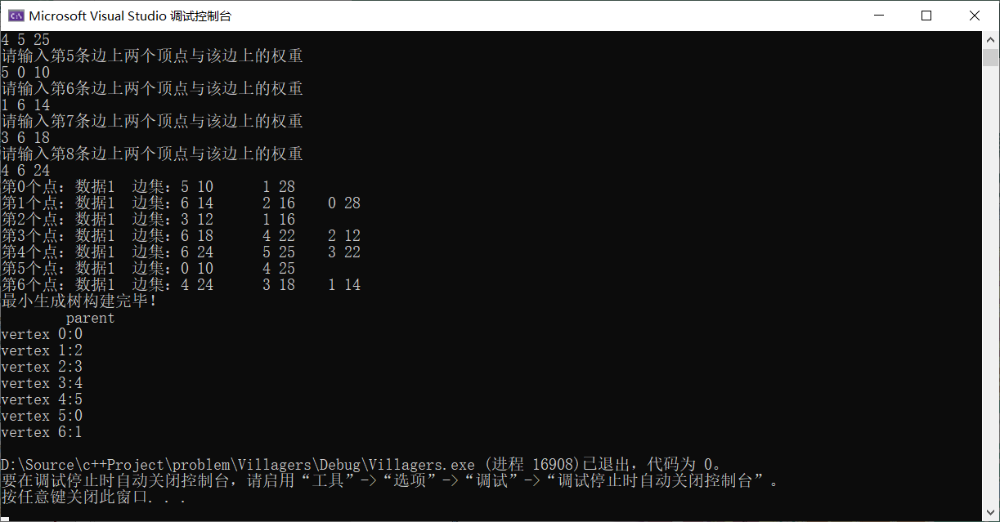 Microsoft Visual Studio 调试控制台
4 5 25
请输入第5条边上两个顶点与该边上的权重
5 0 10
请输入第6条边上两个顶点与该边上的权重
1 6 14
请输入第7条边上两个顶点与该边上的权重
3 6 18
请输入第8条边上两个顶点与该边上的权重
4 6 24
第0个点：数据1  边集：5 10      1 28
第1个点：数据1  边集：6 14      2 16    0 28
第2个点：数据1  边集：3 12      1 16
第3个点：数据1  边集：6 18      4 22    2 12
第4个点：数据1  边集：6 24      5 25    3 22
第5个点：数据1  边集：0 10      4 25
第6个点：数据1  边集：4 24      3 18    1 14
最小生成树构建完毕！
        parent
vertex 0:0
vertex 1:2
vertex 2:3
vertex 3:4
vertex 4:5
vertex 5:0
vertex 6:1
D:\Source\c++Project\problem\Villagers\Debug\Villagers.exe (进程 16908)已退出，代码为 0。
要在调试停止时自动关闭控制台，请启用“工具”->“选项”->“调试”->“调试停止时自动关闭控制台”。
按任意键关闭此窗口. . .